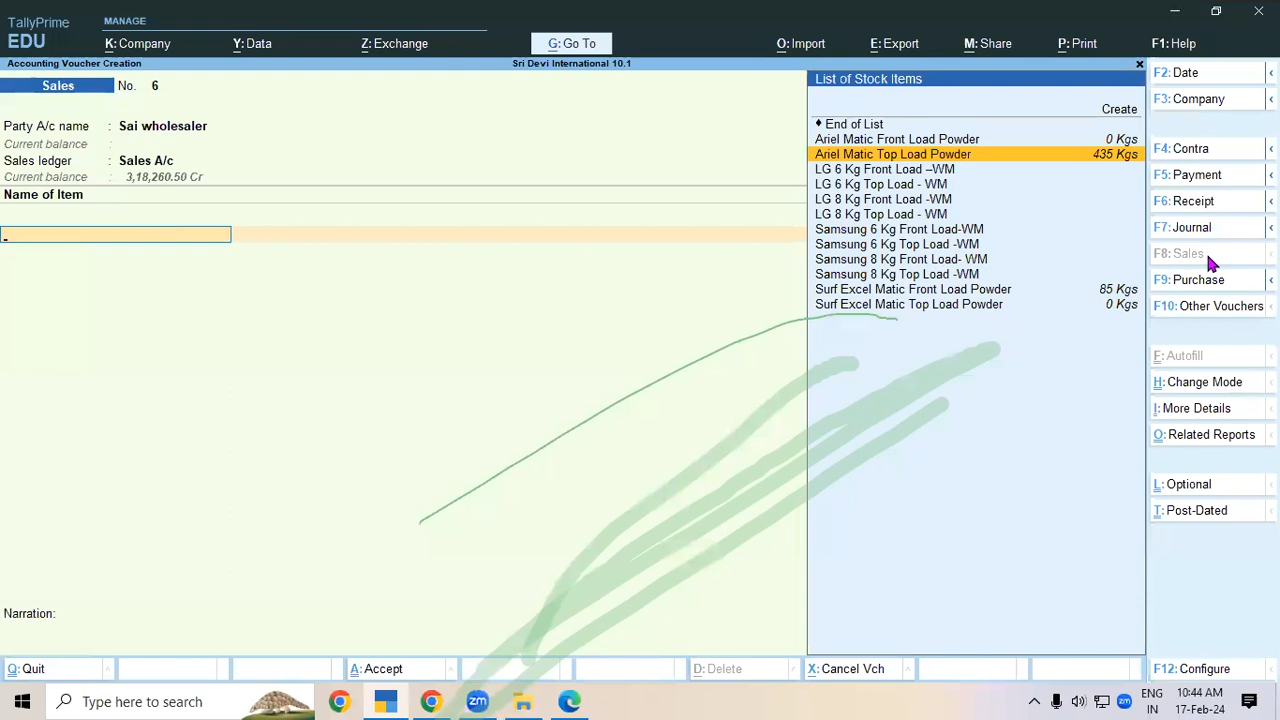 TallyPrime
EDU
MANAGE
K: Company
Y: Data
Z: Exchange
G: Go To
O: Import
E: Export
M: Share
P: Print
F1: Help
Accounting Voucher Creation
Sri Devi International 10.1
Sales No. 6
Party A/c name : Sai wholesaler
Current balance :
Sales ledger : Sales A/c
Current balance : 3,18,260.50 Cr
Name of Item
Narration:
List of Stock Items
Create
♦ End of List
Ariel Matic Front Load Powder 0 Kgs
Ariel Matic Top Load Powder 435 Kgs
LG 6 Kg Front Load –WM
LG 6 Kg Top Load - WM
LG 8 Kg Front Load -WM
LG 8 Kg Top Load - WM
Samsung 6 Kg Front Load-WM
Samsung 6 Kg Top Load -WM
Samsung 8 Kg Front Load- WM
Samsung 8 Kg Top Load -WM
Surf Excel Matic Front Load Powder 85 Kgs
Surf Excel Matic Top Load Powder 0 Kgs
F2: Date
F3: Company
F4: Contra
F5: Payment
F6: Receipt
F7: Journal
F8: Sales
F9: Purchase
F10: Other Vouchers
F: Autofill
H: Change Mode
I: More Details
O: Related Reports
L: Optional
T: Post-Dated
Q: Quit
A: Accept
D: Delete
X: Cancel Vch
F12: Configure
Type here to search
zm
zm
ENG
IN
10:44 AM
17-Feb-24